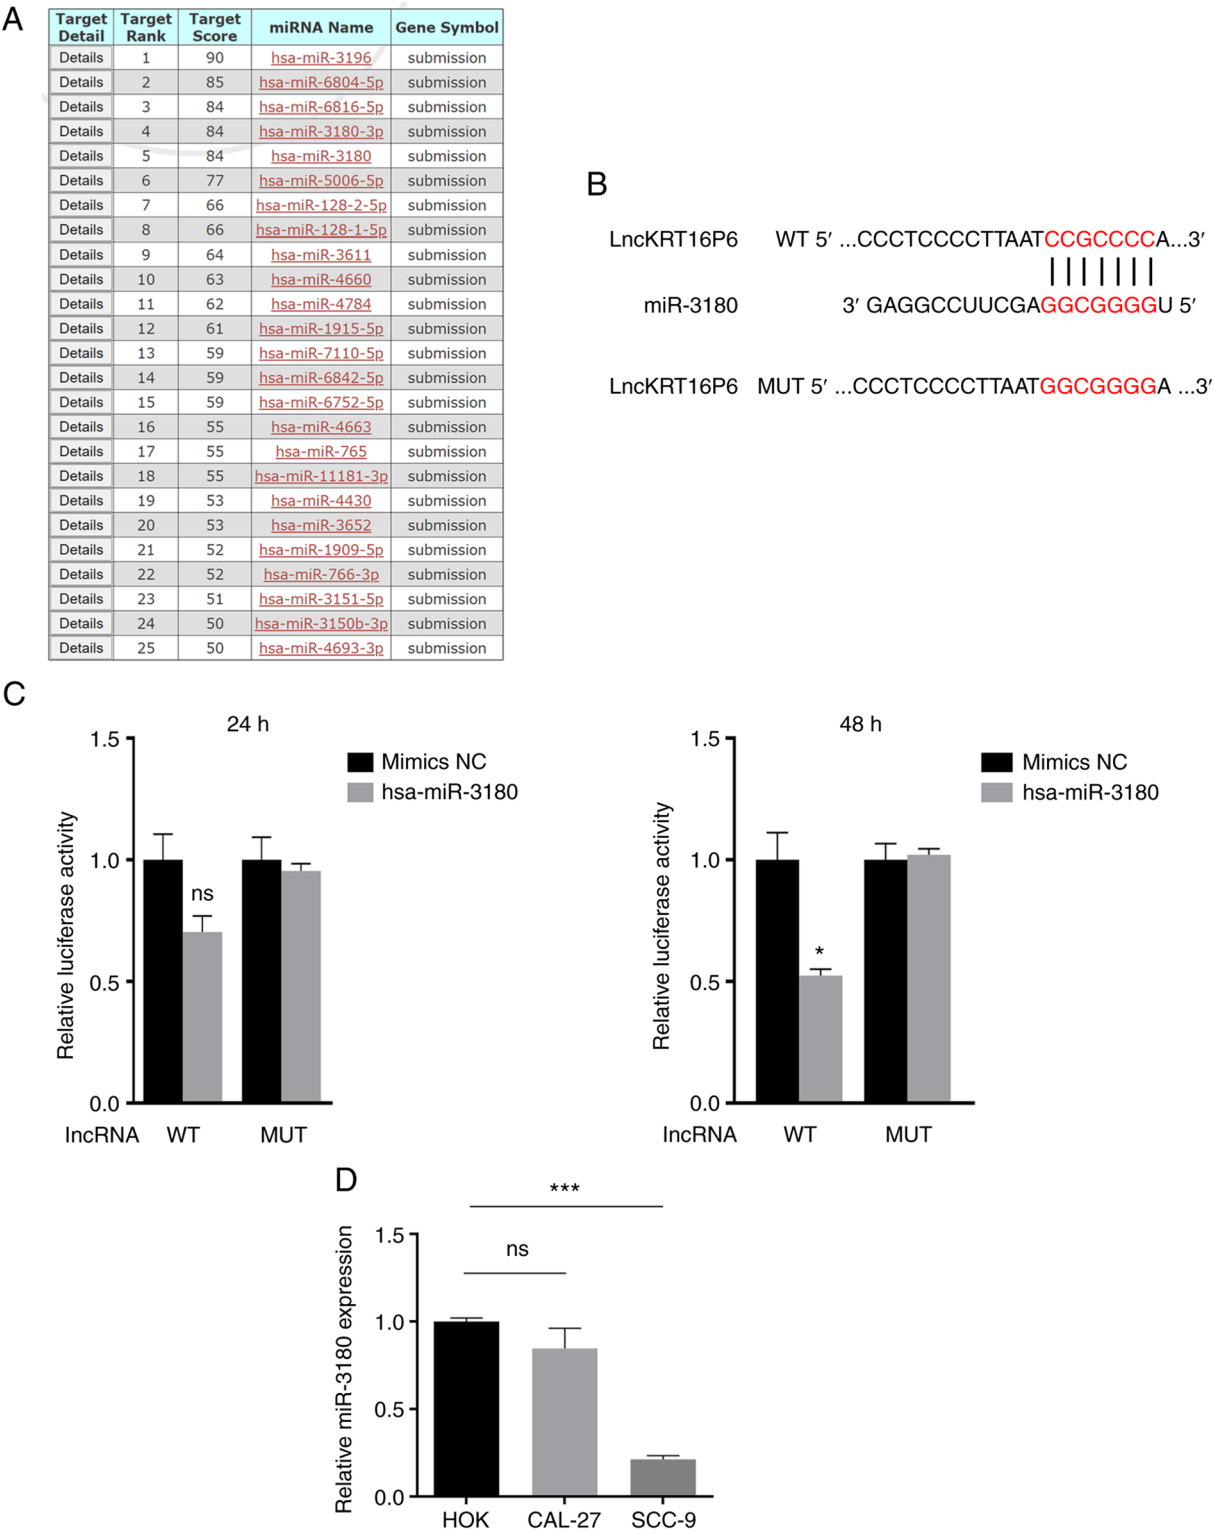 A
Target Detail Target Rank Target Score miRNA Name Gene Symbol
Details 1 90 hsa-miR-3196 submission
Details 2 85 hsa-miR-6804-5p submission
Details 3 84 hsa-miR-6816-5p submission
Details 4 84 hsa-miR-3180-3p submission
Details 5 84 hsa-miR-3180 submission
Details 6 77 hsa-miR-5006-5p submission
Details 7 66 hsa-miR-128-2-5p submission
Details 8 66 hsa-miR-128-1-5p submission
Details 9 64 hsa-miR-3611 submission
Details 10 63 hsa-miR-4660 submission
Details 11 62 hsa-miR-4784 submission
Details 12 61 hsa-miR-1915-5p submission
Details 13 59 hsa-miR-7110-5p submission
Details 14 59 hsa-miR-6842-5p submission
Details 15 59 hsa-miR-6752-5p submission
Details 16 55 hsa-miR-4663 submission
Details 17 55 hsa-miR-765 submission
Details 18 55 hsa-miR-11181-3p submission
Details 19 53 hsa-miR-4430 submission
Details 20 53 hsa-miR-3652 submission
Details 21 52 hsa-miR-1909-5p submission
Details 22 52 hsa-miR-766-3p submission
Details 23 51 hsa-miR-3151-5p submission
Details 24 50 hsa-miR-3150b-3p submission
Details 25 50 hsa-miR-4693-3p submission
B
LncKRT16P6 WT 5′ ...CCCTCCCCTTAATCCGCCCCA...3′
miR-3180 3′ GAGGCCUUCGAGGCGGGGU 5′
LncKRT16P6 MUT 5′ ...CCCTCCCCTTAATGGCGGGGA ...3′
C
24 h
Mimics NC
hsa-miR-3180
Relative luciferase activity
1.5
1.0
0.5
0.0
ns
lncRNA WT MUT
48 h
Mimics NC
hsa-miR-3180
Relative luciferase activity
1.5
1.0
0.5
0.0
*
lncRNA WT MUT
D
***
ns
Relative miR-3180 expression
1.5
1.0
0.5
0.0
HOK CAL-27 SCC-9